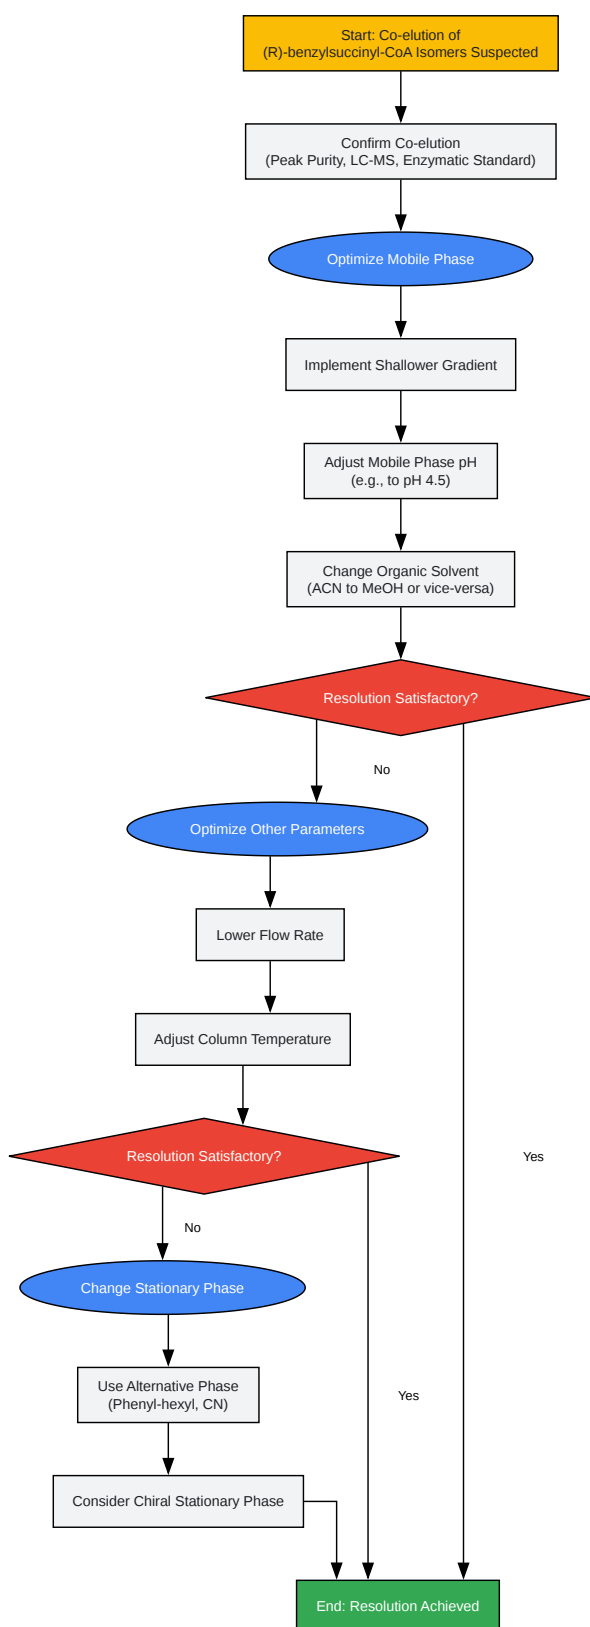 Start: Co-elution of
(R)-benzylsuccinyl-CoA Isomers Suspected
Confirm Co-elution
(Peak Purity, LC-MS, Enzymatic Standard)
Optimize Mobile Phase
Implement Shallower Gradient
Adjust Mobile Phase pH
(e.g., to pH 4.5)
Change Organic Solvent
(ACN to MeOH or vice-versa)
Resolution Satisfactory?
No
Optimize Other Parameters
Lower Flow Rate
Adjust Column Temperature
Resolution Satisfactory?
Yes
No
Change Stationary Phase
Use Alternative Phase
(Phenyl-hexyl, CN)
Yes
Consider Chiral Stationary Phase
End: Resolution Achieved